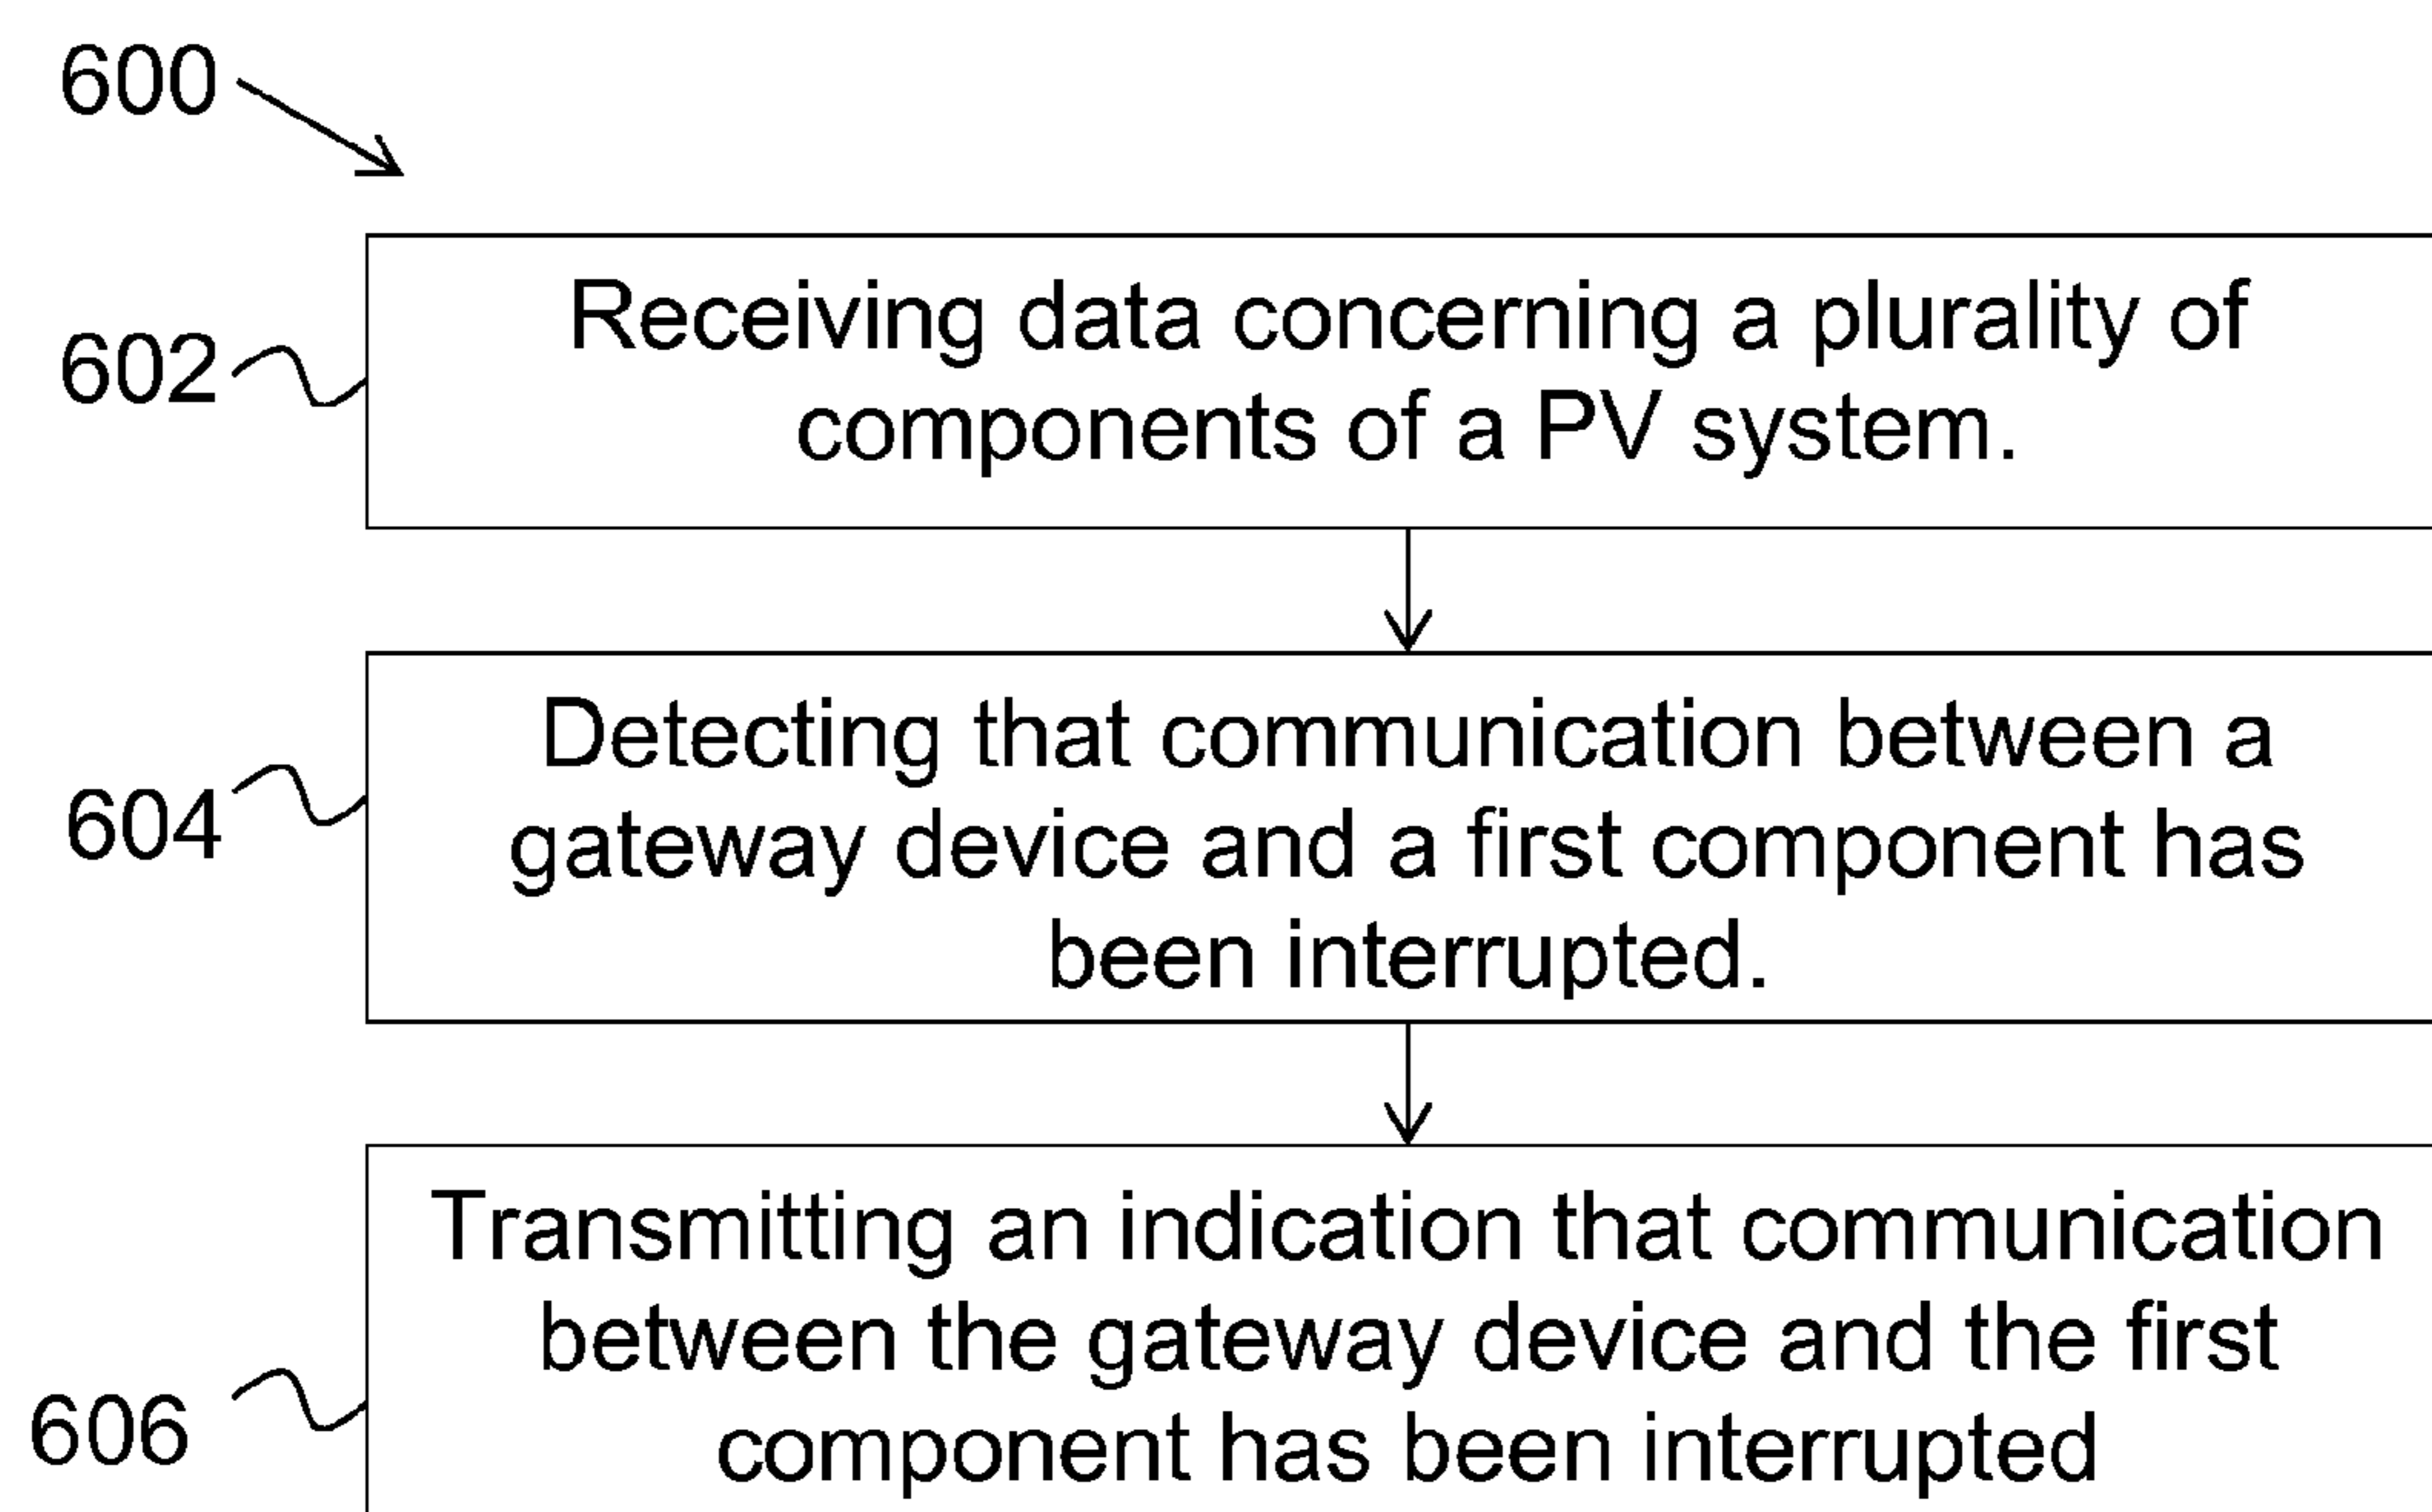 600
602
Receiving data concerning a plurality of
components of a PV system.
604
Detecting that communication between a
gateway device and a first component has
been interrupted.
606
Transmitting an indication that communication
between the gateway device and the first
component has been interrupted